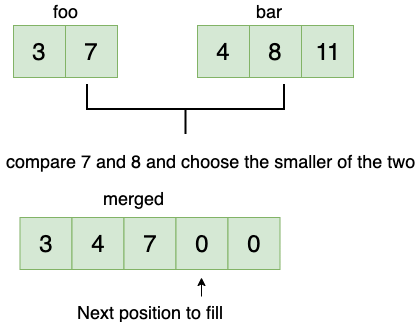 foo bar
3 7 4 8 11
compare 7 and 8 and choose the smaller of the two
merged
3 4 7 0 0
Next position to fill